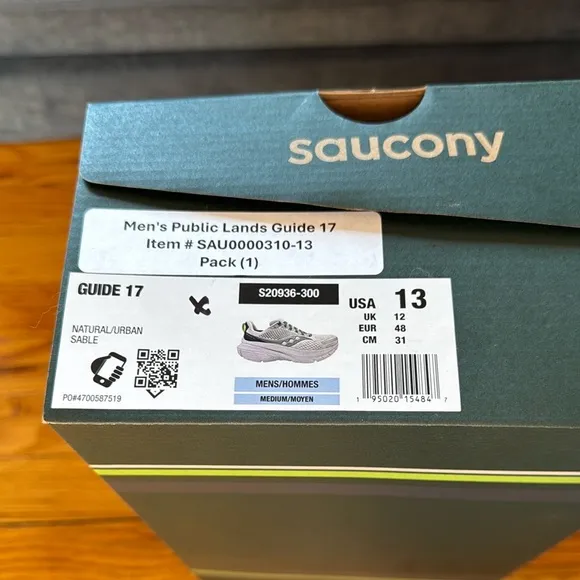 saucony
Men's Public Lands Guide 17
Item # SAU0000310-13
Pack (1)
GUIDE 17
X
S20936-300
USA 13
UK 12
EUR 48
CM 31
NATURAL/URBAN
SABLE
MENS/HOMMES
MEDIUM/MOYEN
PO#4700587519
1 95020 15484 7